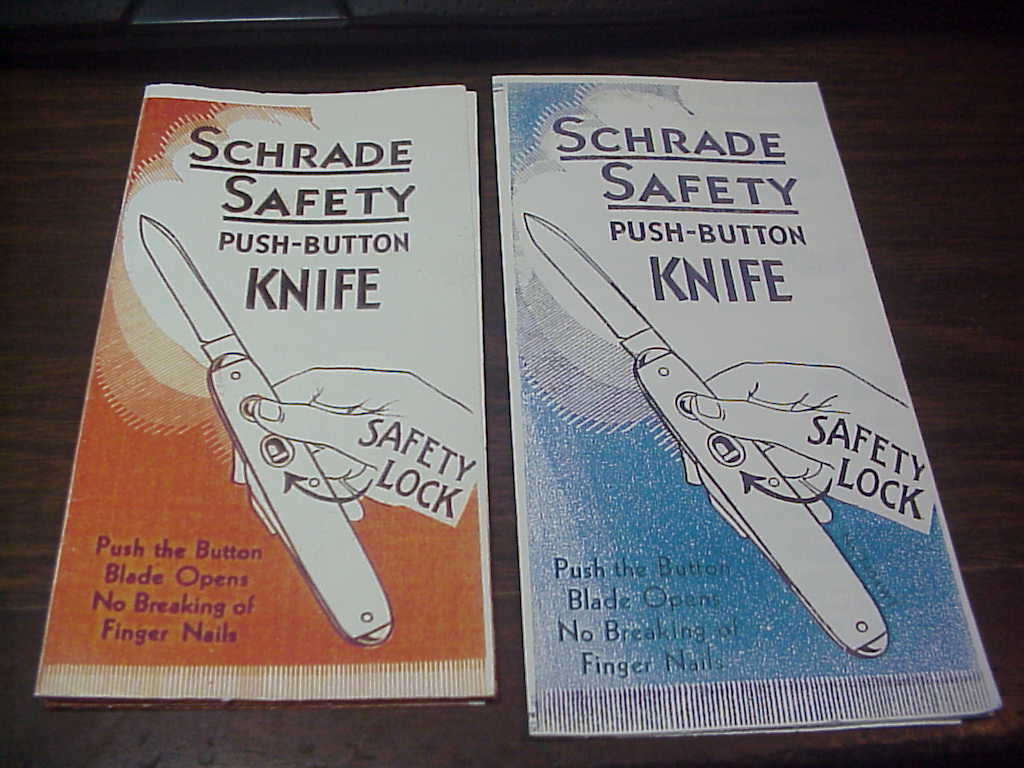 SCHRADE
SAFETY
PUSH-BUTTON
KNIFE
SAFETY
LOCK
Push the Button
Blade Opens
No Breaking of
Finger Nails
SCHRADE
SAFETY
PUSH-BUTTON
KNIFE
SAFETY
LOCK
Push the Button
Blade Opens
No Breaking of
Finger Nails